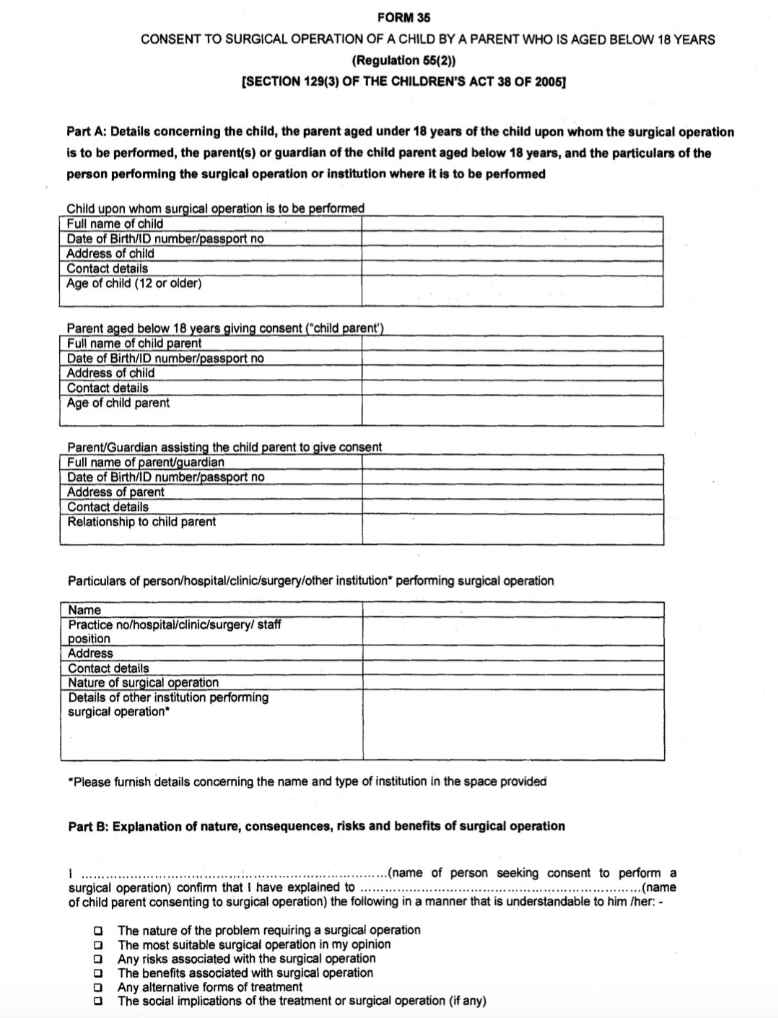 FORM 35
CONSENT TO SURGICAL OPERATION OF A CHILD BY A PARENT WHO IS AGED BELOW 18 YEARS
(Regulation 55(2))
[SECTION 129(3) OF THE CHILDREN'S ACT 38 OF 2005]
Part A: Details concerning the child, the parent aged under 18 years of the child upon whom the surgical operation
is to be performed, the parent(s) or guardian of the child parent aged below 18 years, and the particulars of the
person performing the surgical operation or institution where it is to be performed
Child upon whom surgical operation is to be performed
Full name of child
Date of Birth/ID number/passport no
Address of child
Contact details
Age of child (12 or older)
Parent aged below 18 years giving consent ("child parent')
Full name of child parent
Date of Birth/ID number/passport no
Address of child
Contact details
Age of child parent
Parent/Guardian assisting the child parent to give consent
Full name of parent/guardian
Date of Birth/ID number/passport no
Address of parent
Contact details
Relationship to child parent
Particulars of person/hospital/clinic/surgery/other institution* performing surgical operation
Name
Practice no/hospital/clinic/surgery/ staff
position
Address
Contact details
Nature of surgical operation
Details of other institution performing
surgical operation*
*Please furnish details concerning the name and type of institution in the space provided
Part B: Explanation of nature, consequences, risks and benefits of surgical operation
I ..........................................................................(name of person seeking consent to perform a
surgical operation) confirm that I have explained to ....................................................................(name
of child parent consenting to surgical operation) the following in a manner that is understandable to him /her: -
❑ The nature of the problem requiring a surgical operation
❑ The most suitable surgical operation in my opinion
❑ Any risks associated with the surgical operation
❑ The benefits associated with surgical operation
❑ Any alternative forms of treatment
❑ The social implications of the treatment or surgical operation (if any)